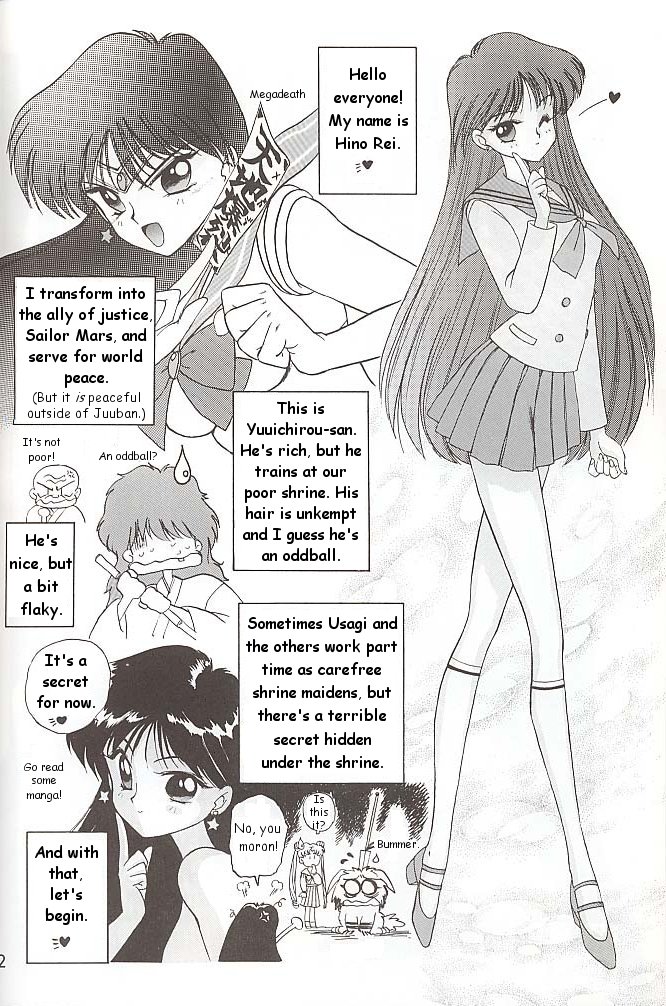 Hello
everyone!
My name is
Hino Rei.
Megadeath
I transform into
the ally of justice,
Sailor Mars, and
serve for world
peace.
(But it is peaceful
outside of Juuban.)
This is
Yuuichirou-san.
He's rich, but he
trains at our
poor shrine. His
hair is unkempt
and I guess he's
an oddball.
It's not
poor!
An oddball?
He's
nice, but
a bit
flaky.
Sometimes Usagi and
the others work part
time as carefree
shrine maidens, but
there's a terrible
secret hidden
under the shrine.
It's a
secret
for now.
Go read
some
manga!
Is
this
it?
No, you
moron!
Bummer.
And with
that,
let's
begin.
2